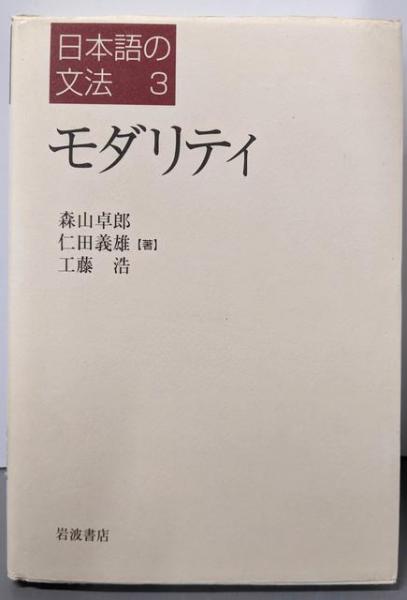 日本語の
文法 3
モダリティ
森山卓郎
仁田義雄【著】
工藤 浩
岩波書店